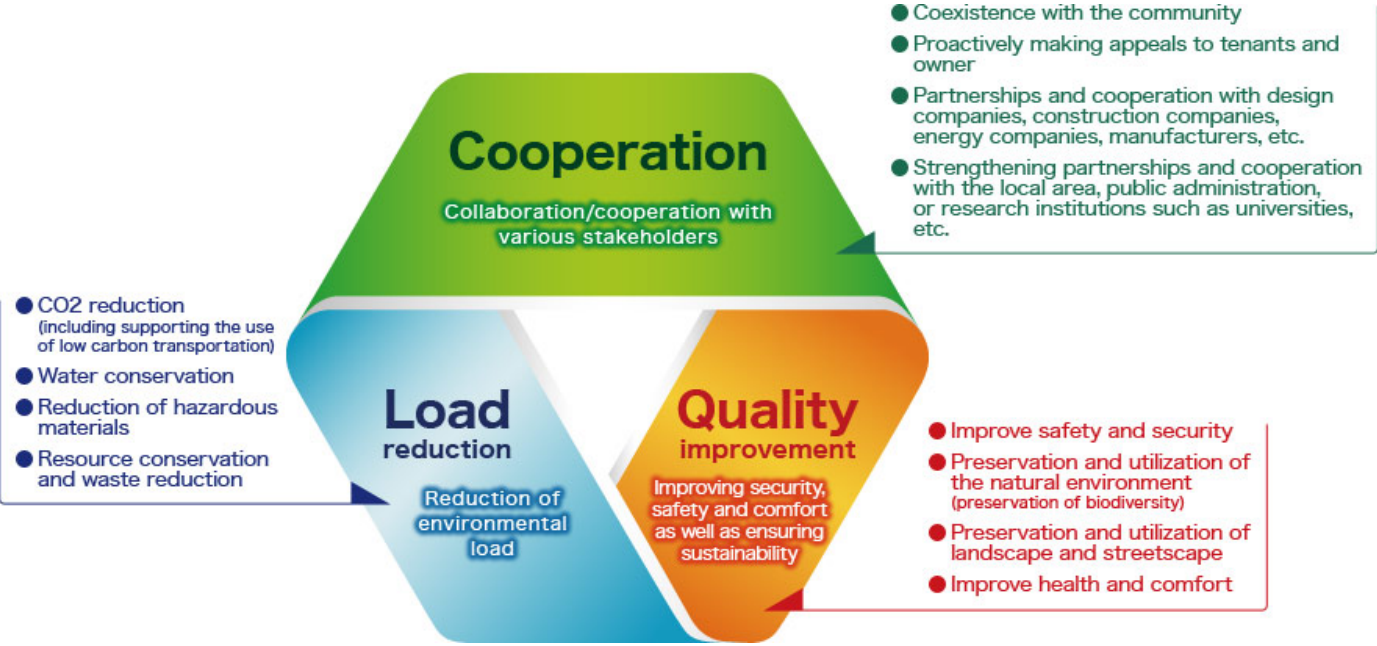 ● Coexistence with the community
● Proactively making appeals to tenants and
owner
● Partnerships and cooperation with design
companies, construction companies,
energy companies, manufacturers, etc.
● Strengthening partnerships and cooperation
with the local area, public administration,
or research institutions such as universities,
etc.
Cooperation
Collaboration/cooperation with
various stakeholders
● CO2 reduction
(including supporting the use
of low carbon transportation)
● Water conservation
● Reduction of hazardous
materials
● Resource conservation
and waste reduction
Load
reduction
Reduction of
environmental
load
Quality
improvement
Improving security,
safety and comfort
as well as ensuring
sustainability
● Improve safety and security
● Preservation and utilization of
the natural environment
(preservation of biodiversity)
● Preservation and utilization of
landscape and streetscape
● Improve health and comfort